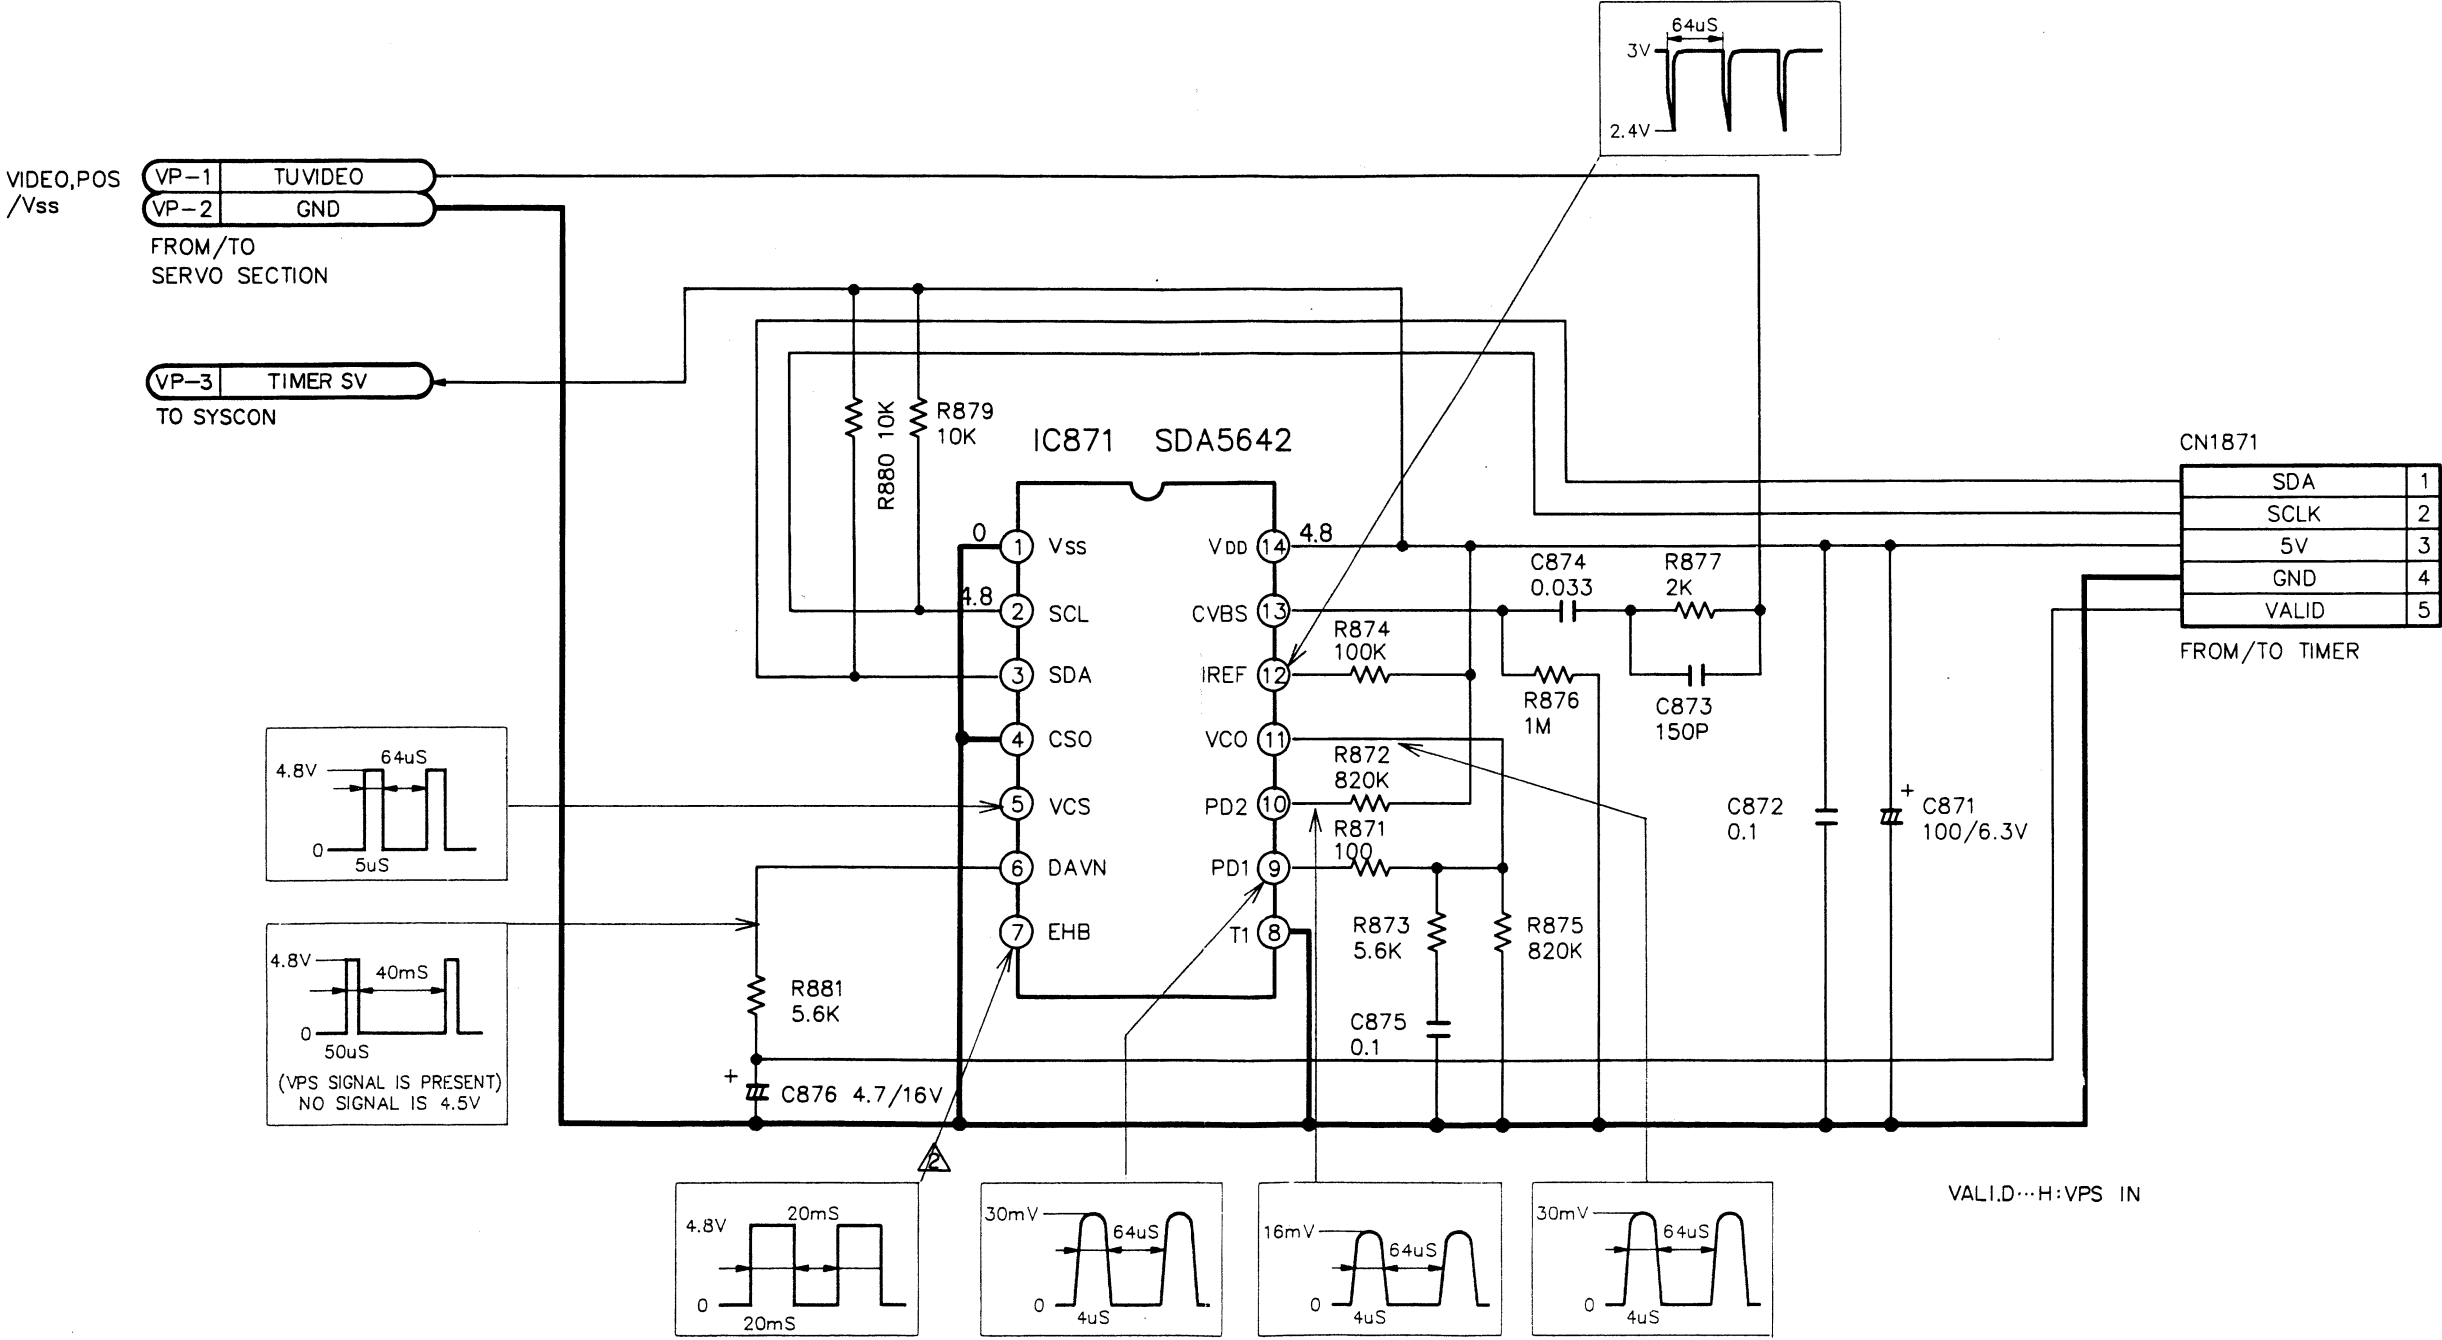 64uS
3V
2.4V
VIDEO,POS
/Vss
VP-1 TUVIDEO
VP-2 GND
FROM/TO
SERVO SECTION
VP-3 TIMER SV
TO SYSCON
R880 10K
R879
10K
IC871 SDA5642
CN1871
SDA 1
SCLK 2
5V 3
GND 4
VALID 5
FROM/TO TIMER
0
1 VSS
4.8
2 SCL
3 SDA
4 CSO
5 VCS
6 DAVN
7 EHB
VDD 14
4.8
CVBS 13
IREF 12
VCO 11
PD2 10
PD1 9
T1 8
C874
0.033
R877
2K
R874
100K
R876
1M
C873
150P
R872
820K
R871
100
R873
5.6K
R875
820K
C875
0.1
C872
0.1
+
C871
100/6.3V
64uS
4.8V
0
5uS
4.8V
40mS
0
50uS
(VPS SIGNAL IS PRESENT)
NO SIGNAL IS 4.5V
R881
5.6K
+
C876 4.7/16V
2
4.8V
20mS
0
20mS
30mV
64uS
0
4uS
16mV
64uS
0
4uS
30mV
64uS
0
4uS
VALI.D···H:VPS IN